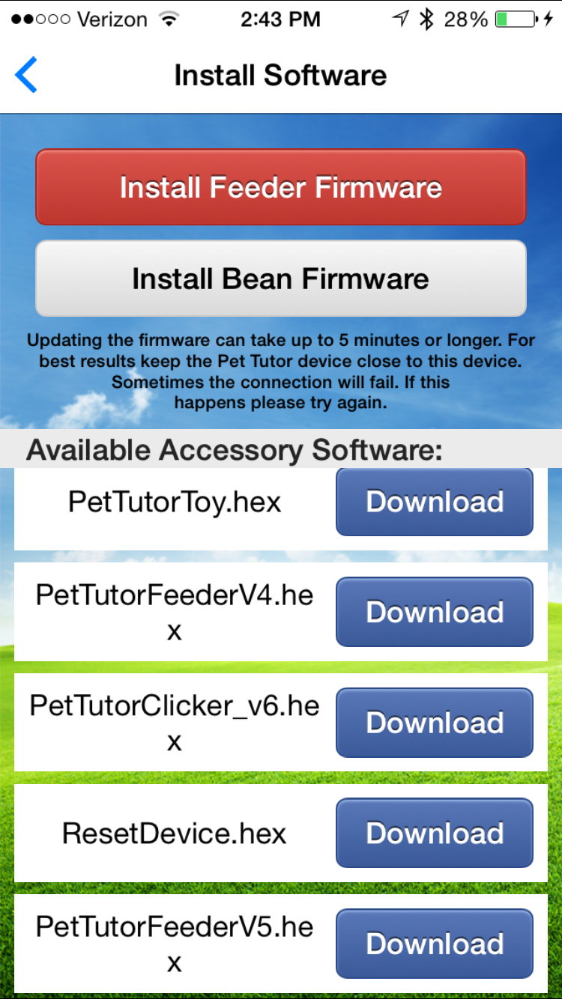 Verizon 2:43 PM 28%
Install Software
Install Feeder Firmware
Install Bean Firmware
Updating the firmware can take up to 5 minutes or longer. For
best results keep the Pet Tutor device close to this device.
Sometimes the connection will fail. If this
happens please try again.
Available Accessory Software:
PetTutorToy.hex Download
PetTutorFeederV4.he
x
Download
PetTutorClicker_v6.he
x
Download
ResetDevice.hex Download
PetTutorFeederV5.he
x
Download